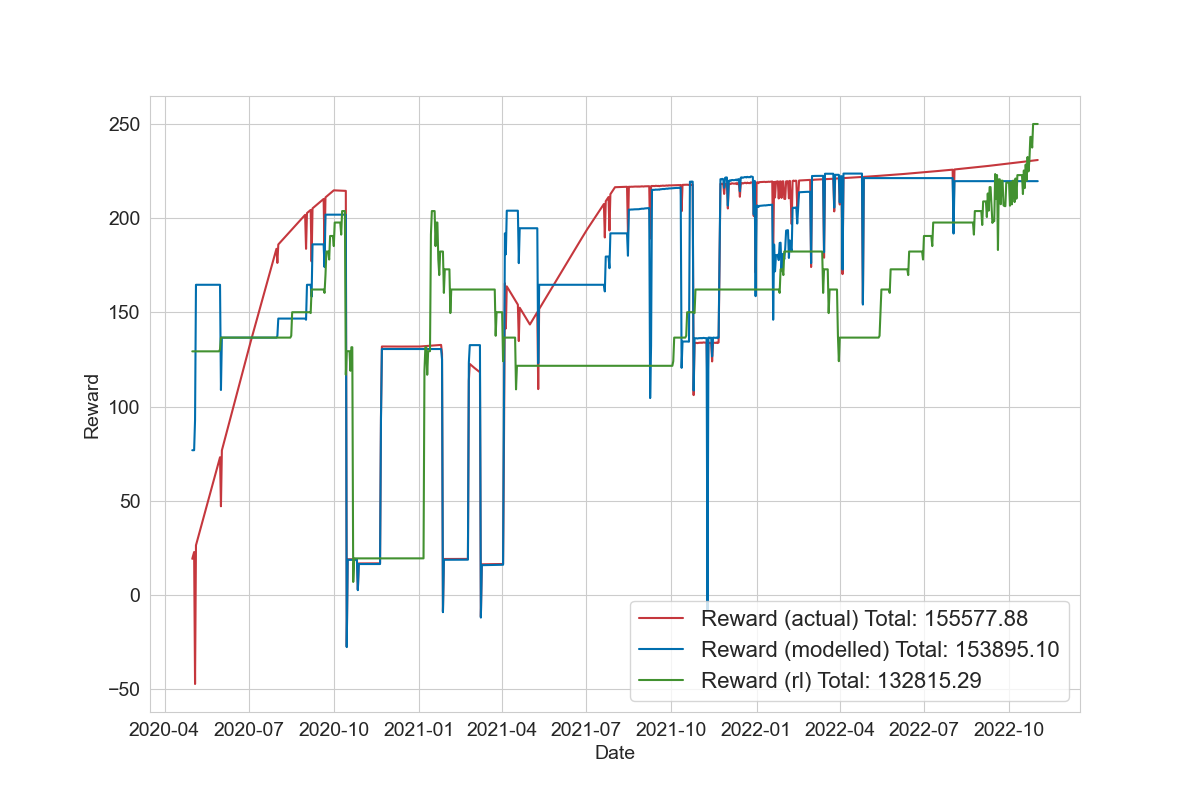 250
200
150
100
50
0
−50
Reward
Reward (actual) Total: 155577.88
Reward (modelled) Total: 153895.10
Reward (rl) Total: 132815.29
2020-04 2020-07 2020-10 2021-01 2021-04 2021-07 2021-10 2022-01 2022-04 2022-07 2022-10
Date